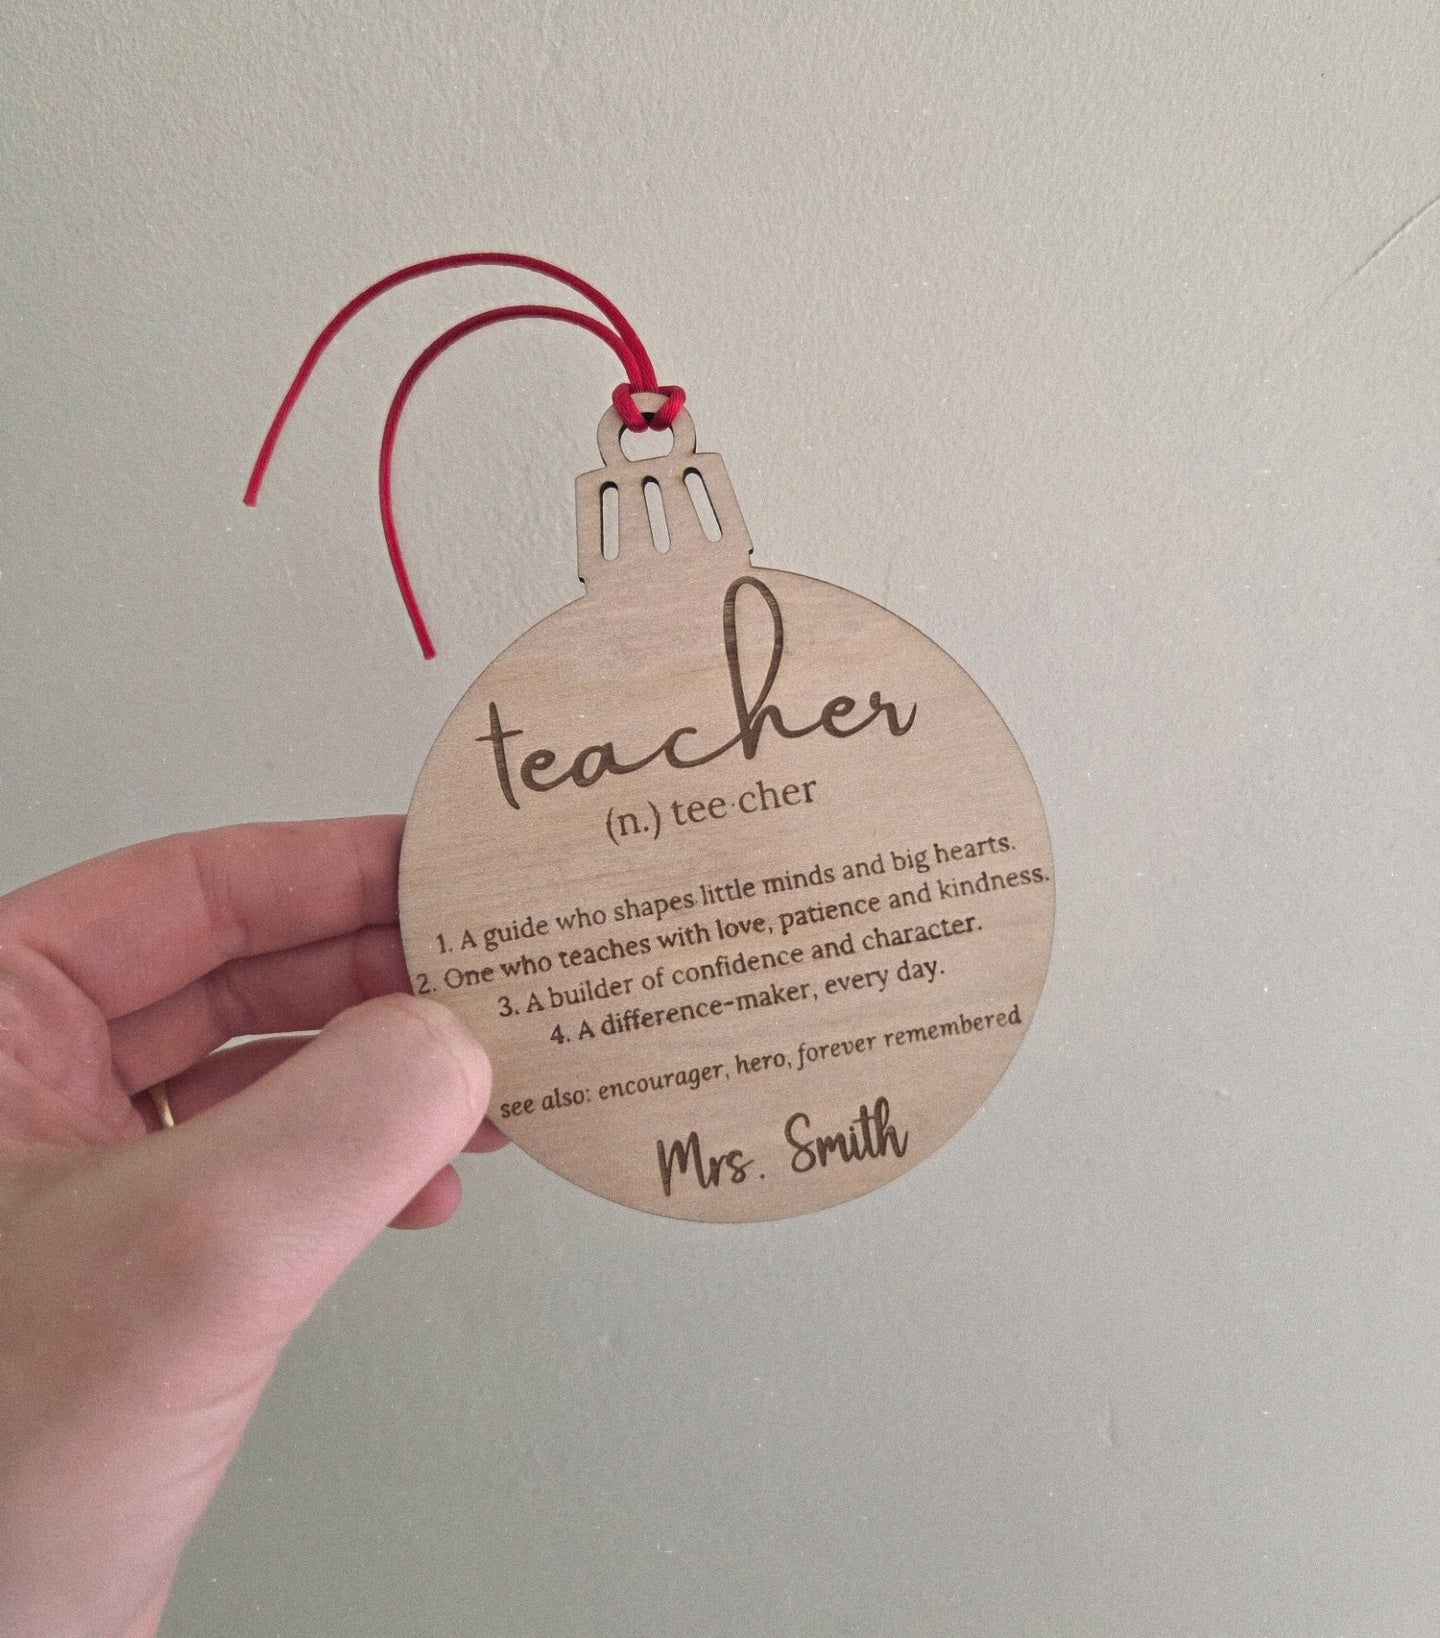 teacher
(n.) tee·cher
1. A guide who shapes little minds and big hearts.
2. One who teaches with love, patience and kindness.
3. A builder of confidence and character.
4. A difference-maker, every day.
see also: encourager, hero, forever remembered
Mrs. Smith